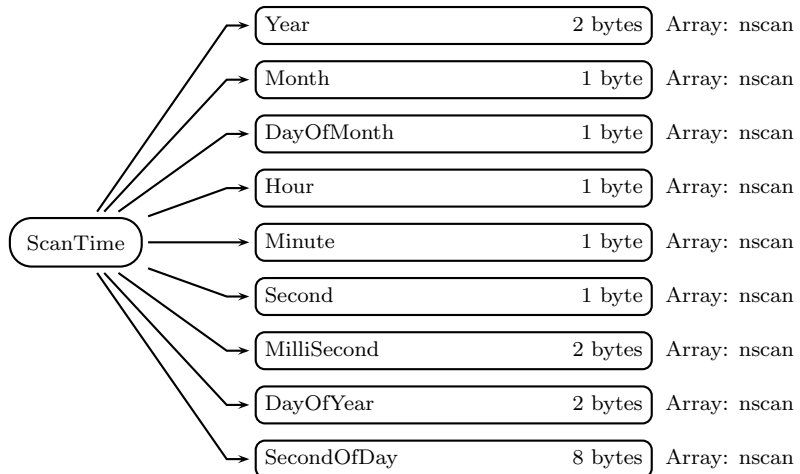 Year 2 bytes Array: nscan
Month 1 byte Array: nscan
DayOfMonth 1 byte Array: nscan
Hour 1 byte Array: nscan
ScanTime
Minute 1 byte Array: nscan
Second 1 byte Array: nscan
MilliSecond 2 bytes Array: nscan
DayOfYear 2 bytes Array: nscan
SecondOfDay 8 bytes Array: nscan